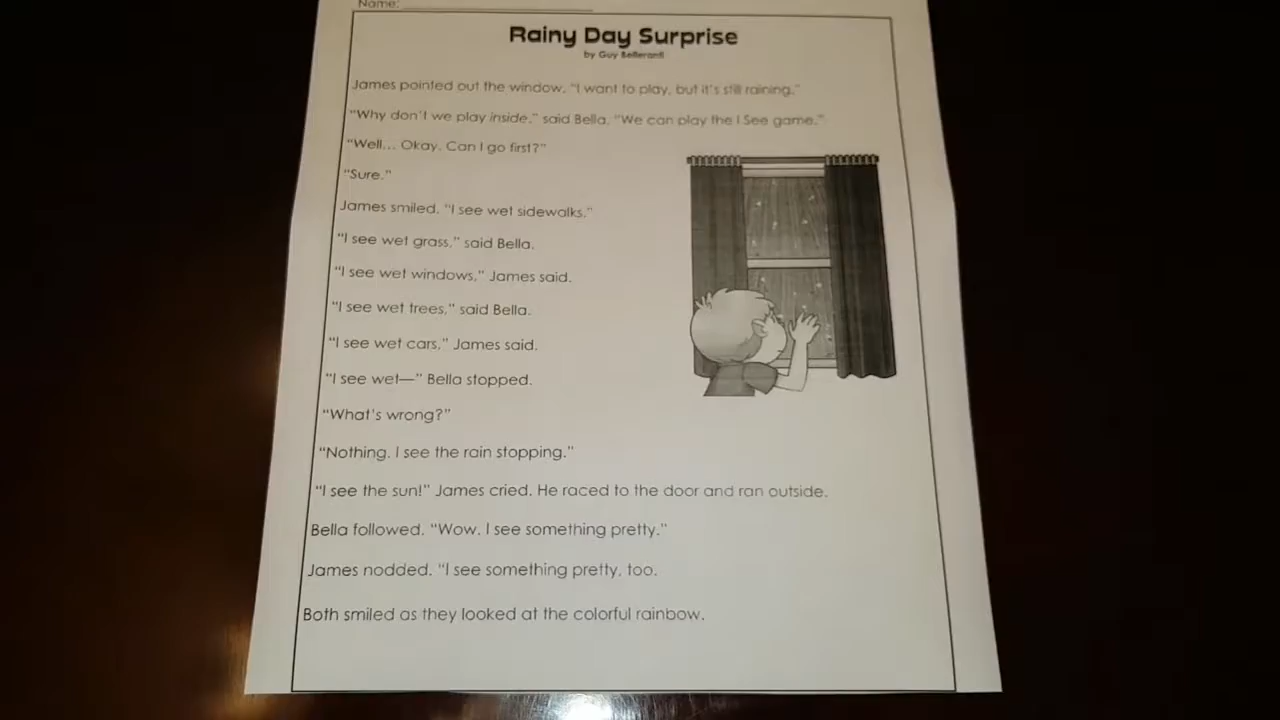 Name:
Rainy Day Surprise
by Guy Belleranti
James pointed out the window. "I want to play, but it's still raining."
"Why don't we play inside," said Bella. "We can play the I See game."
"Well... Okay. Can I go first?"
"Sure."
James smiled. "I see wet sidewalks."
"I see wet grass," said Bella.
"I see wet windows," James said.
"I see wet trees," said Bella.
"I see wet cars," James said.
"I see wet—" Bella stopped.
"What's wrong?"
"Nothing. I see the rain stopping."
"I see the sun!" James cried. He raced to the door and ran outside.
Bella followed. "Wow. I see something pretty."
James nodded. "I see something pretty, too.
Both smiled as they looked at the colorful rainbow.